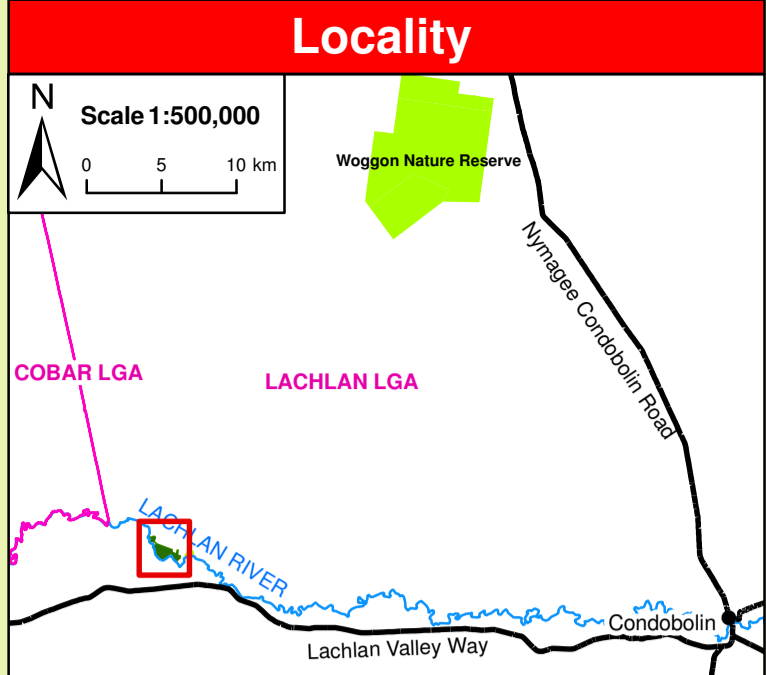 Locality
N
Scale 1:500,000
0 5 10 km
Woggon Nature Reserve
Nymagee Condobolin Road
COBAR LGA
LACHLAN LGA
LACHLAN RIVER
Condobolin
Lachlan Valley Way